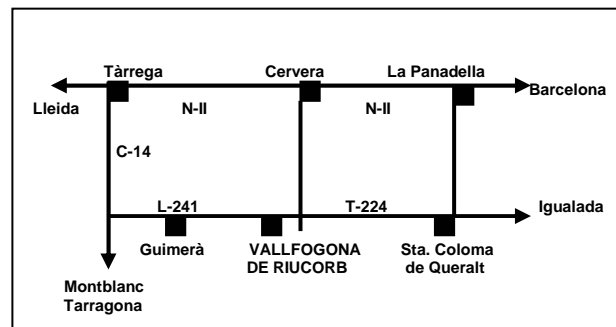 Tàrrega Cervera La Panadella
Barcelona
Lleida N-II N-II
C-14
L-241 T-224 Igualada
Guimerà VALLFOGONA Sta. Coloma
DE RIUCORB de Queralt
Montblanc
Tarragona